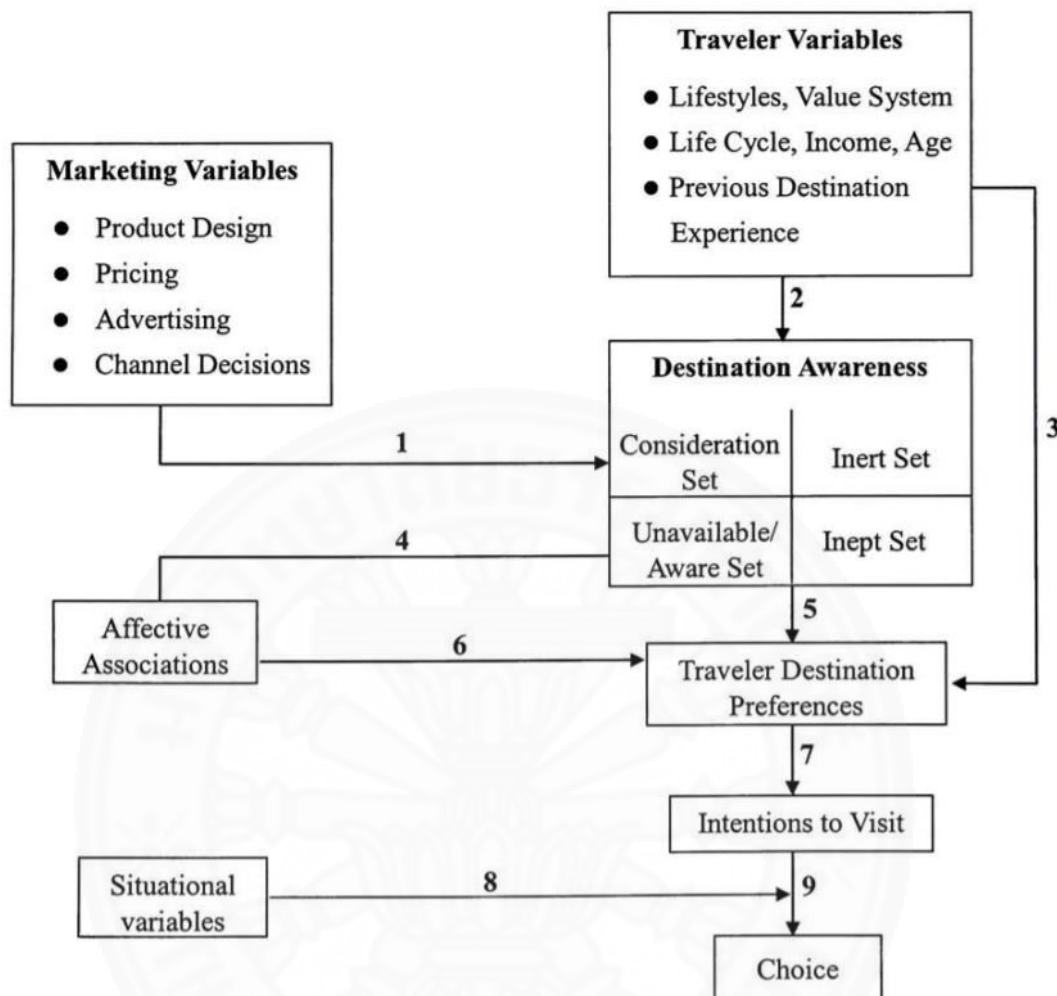 Traveler Variables
● Lifestyles, Value System
● Life Cycle, Income, Age
● Previous Destination
Experience
Marketing Variables
● Product Design
● Pricing
● Advertising
● Channel Decisions
2
3
Destination Awareness
Consideration
Set
Inert Set
Unavailable/
Aware Set
Inept Set
1
4
5
Affective
Associations
6
Traveler Destination
Preferences
7
Intentions to Visit
Situational
variables
8
9
Choice